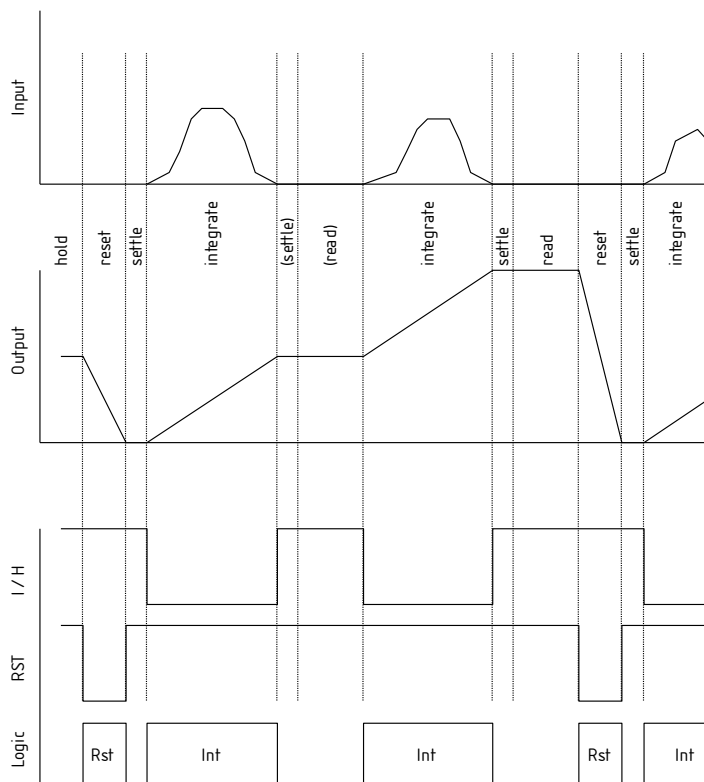 Input
hold
reset
settle
integrate
(settle)
(read)
integrate
settle
read
reset
settle
integrate
Output
I / H
RST
Logic
Rst
Int
Int
Rst
Int